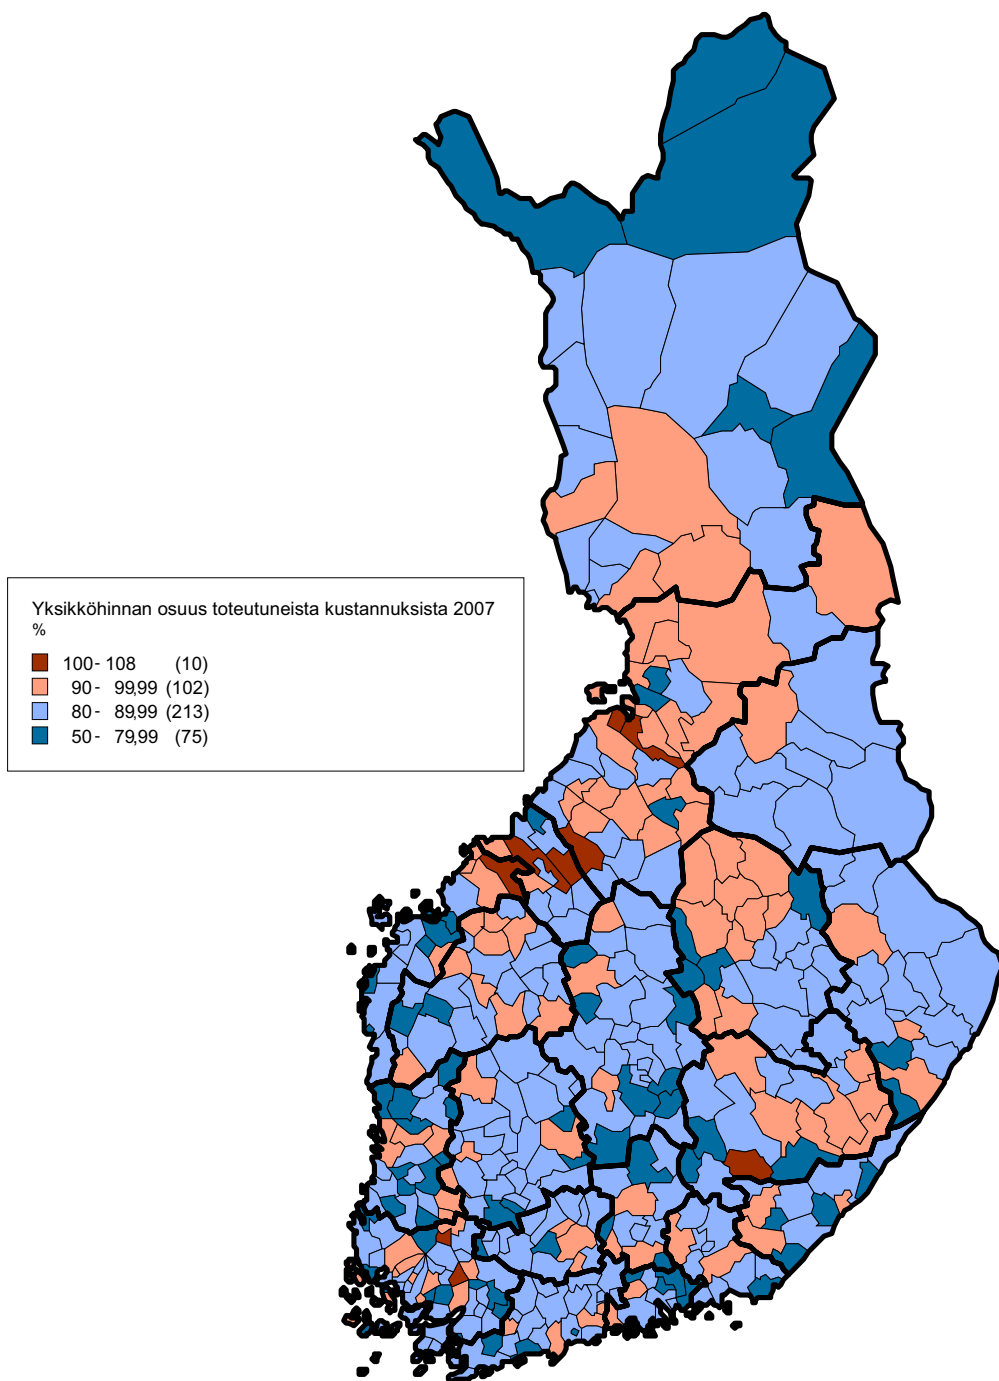 Yksikköhinnan osuus toteutuneista kustannuksista 2007
%
100 - 108 (10)
90 - 99,99 (102)
80 - 89,99 (213)
50 - 79,99 (75)